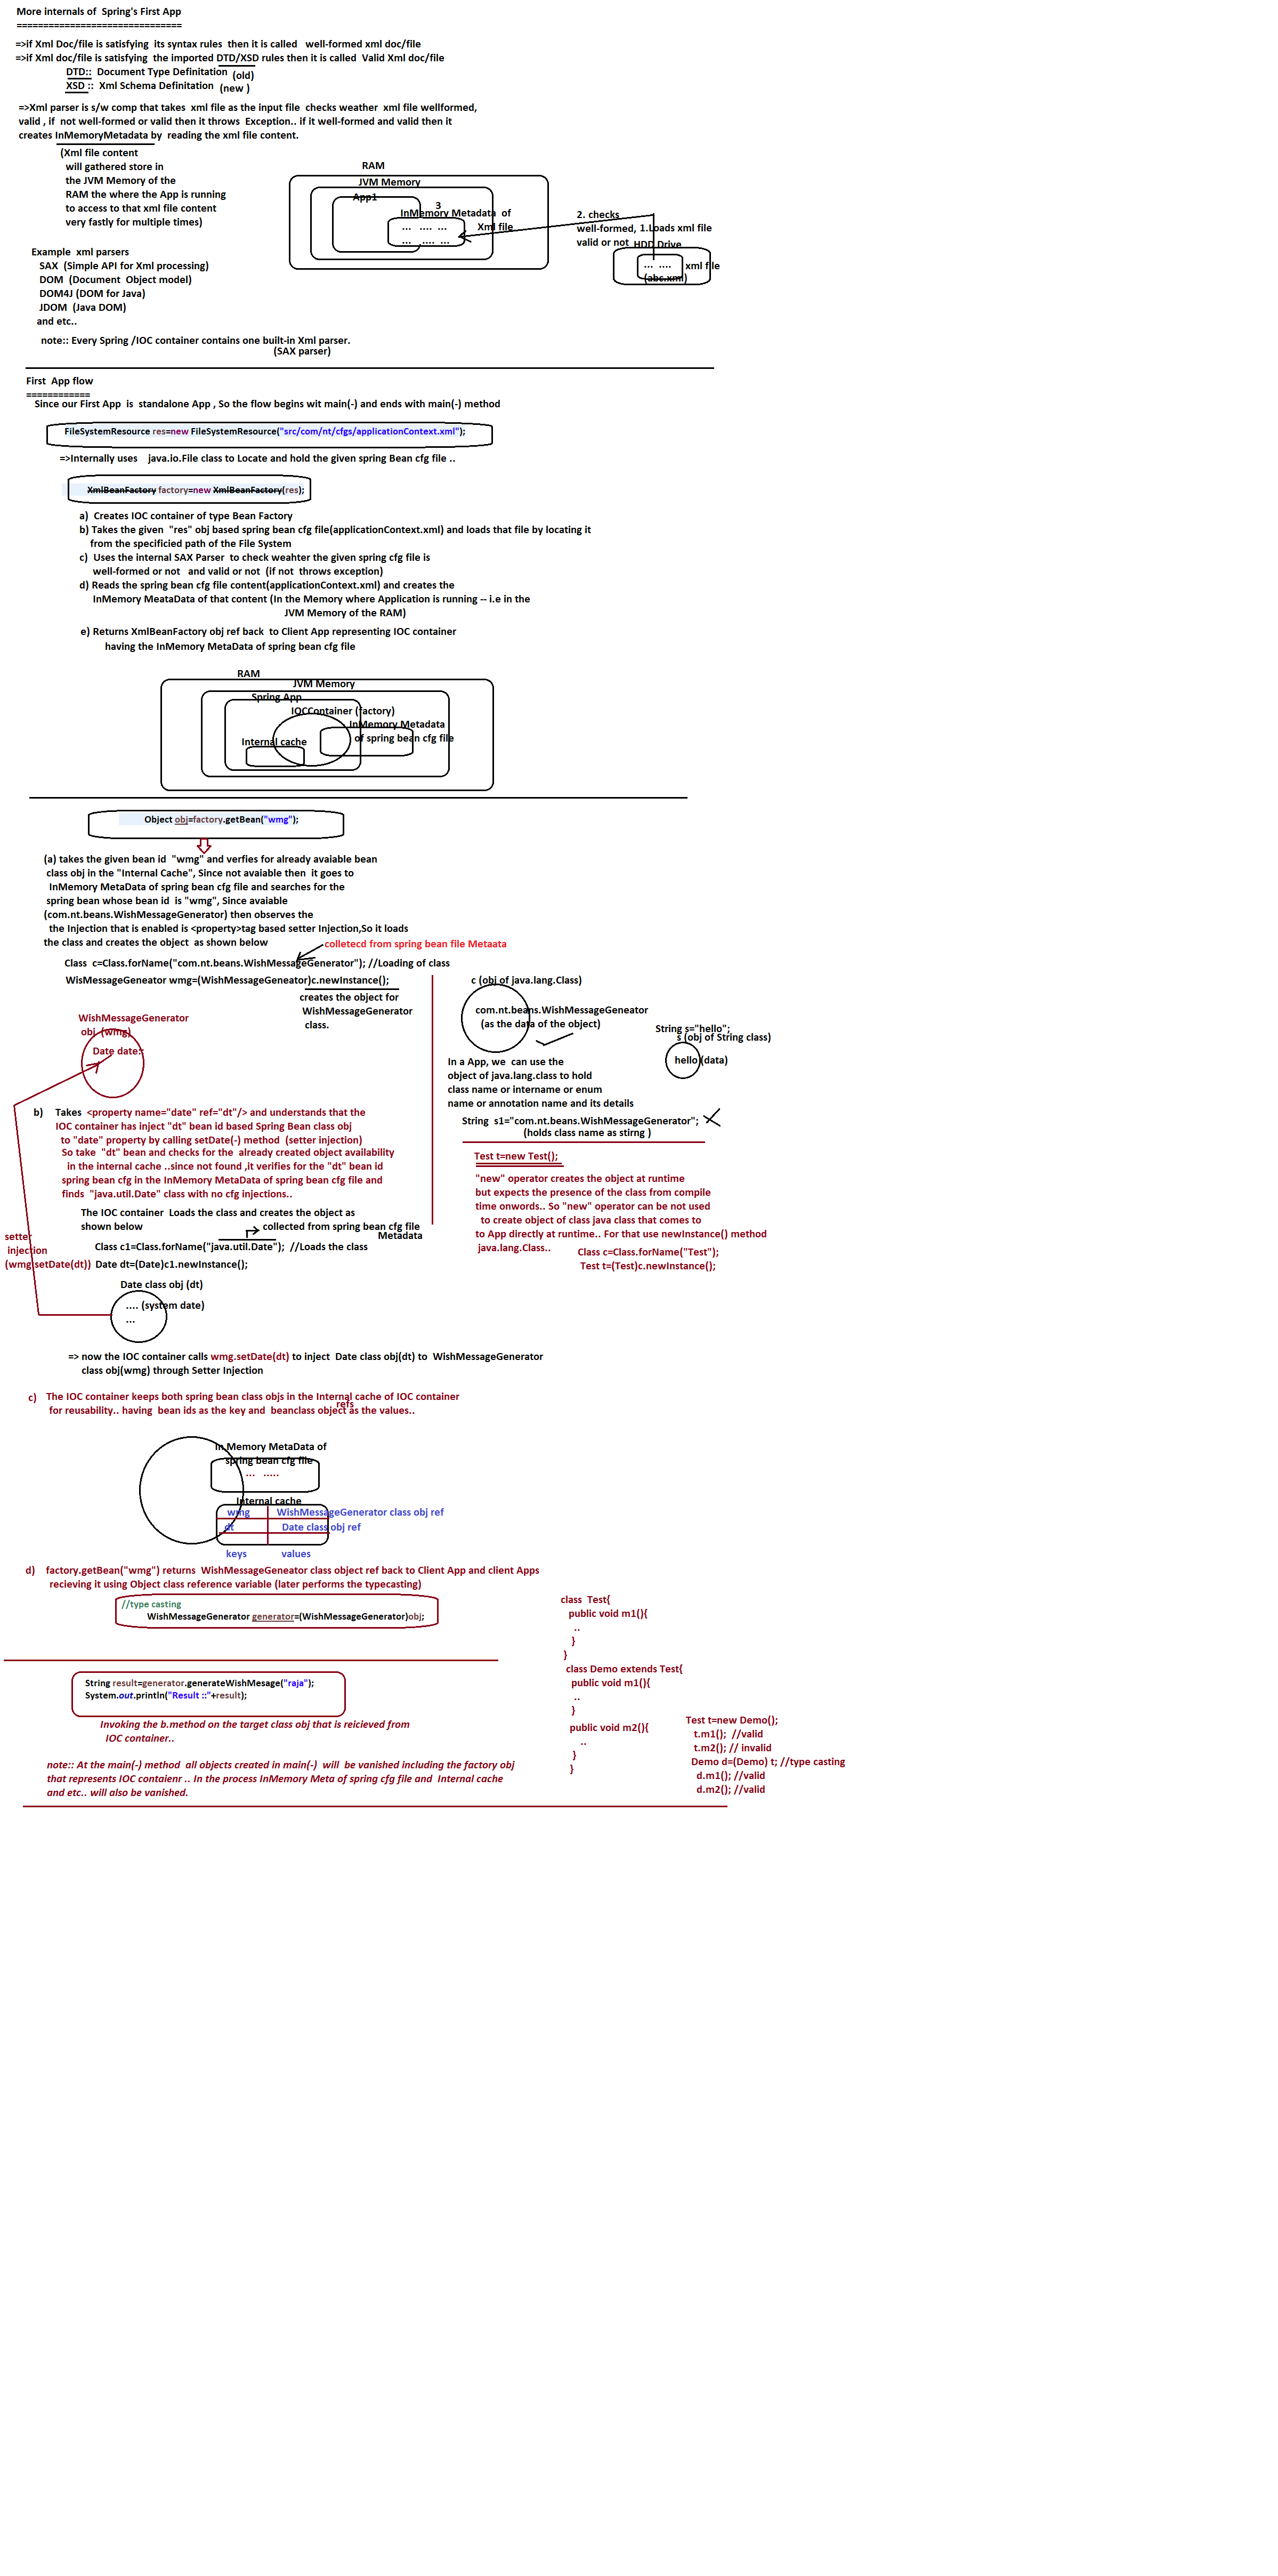 More internals of  Spring's First App
===============================
=>if Xml Doc/file is satisfying  its syntax rules  then it is called   well-formed xml doc/file
=>if Xml doc/file is satisfying  the imported DTD/XSD rules then it is called  Valid Xml doc/file
DTD::  Document Type Definitation  (old)
XSD ::  Xml Schema Definitation  (new )
=>Xml parser is s/w comp that takes  xml file as the input file  checks weather  xml file wellformed,
valid , if  not well-formed or valid then it throws  Exception.. if it well-formed and valid then it
creates InMemoryMetadata by  reading the xml file content.
(Xml file content
will gathered store in
the JVM Memory of the
RAM the where the App is running
to access to that xml file content
very fastly for multiple times)
RAM
JVM Memory
App1
3
InMemory Metadata  of
Xml file
...   ....  ...
...    ....  ...
2. checks
well-formed,
valid or not
1.Loads xml file
HDD Drive
...  ....
xml file
(abc.xml)
Example  xml parsers
SAX  (Simple API for Xml processing)
DOM  (Document  Object model)
DOM4J (DOM for Java)
JDOM  (Java DOM)
and etc..
note:: Every Spring /IOC container contains one built-in Xml parser.
(SAX parser)
First  App flow
============
Since our First App  is  standalone App , So the flow begins wit main(-) and ends with main(-) method
FileSystemResource res=new FileSystemResource("src/com/nt/cfgs/applicationContext.xml");
=>Internally uses    java.io.File class to Locate and hold the given spring Bean cfg file ..
XmlBeanFactory factory=new XmlBeanFactory(res);
a)  Creates IOC container of type Bean Factory
b) Takes the given  "res" obj based spring bean cfg file(applicationContext.xml) and loads that file by locating it
from the specificied path of the File System
c)  Uses the internal SAX Parser  to check weahter the given spring cfg file is
well-formed or not   and valid or not  (if not  throws exception)
d) Reads the spring bean cfg file content(applicationContext.xml) and creates the
InMemory MeataData of that content (In the Memory where Application is running -- i.e in the
JVM Memory of the RAM)
e) Returns XmlBeanFactory obj ref back  to Client App representing IOC container
having the InMemory MetaData of spring bean cfg file
RAM
JVM Memory
Spring App
IOCContainer (factory)
InMemory Metadata
of spring bean cfg file
Internal cache
Object obj=factory.getBean("wmg");
(a) takes the given bean id  "wmg" and verfies for already avaiable bean
class obj in the "Internal Cache", Since not avaiable then  it goes to
InMemory MetaData of spring bean cfg file and searches for the
spring bean whose bean id  is "wmg", Since avaiable
(com.nt.beans.WishMessageGenerator) then observes the
the Injection that is enabled is <property>tag based setter Injection,So it loads
the class and creates the object  as shown below
colletecd from spring bean file Metaata
Class  c=Class.forName("com.nt.beans.WishMessageGenerator"); //Loading of class
WisMessageGeneator wmg=(WishMessageGeneator)c.newInstance();
creates the object for
WishMessageGenerator
class.
c (obj of java.lang.Class)
com.nt.beans.WishMessageGeneator
(as the data of the object)
String s="hello";
s (obj of String class)
hello (data)
WishMessageGenerator
obj  (wmg)
Date date::
In a App, we  can use the
object of java.lang.class to hold
class name or intername or enum
name or annotation name and its details
String  s1="com.nt.beans.WishMessageGenerator";
(holds class name as stirng )
b)    Takes  <property name="date" ref="dt"/> and understands that the
IOC container has inject "dt" bean id based Spring Bean class obj
to "date" property by calling setDate(-) method  (setter injection)
So take  "dt" bean and checks for the  already created object availability
in the internal cache ..since not found ,it verifies for the "dt" bean id
spring bean cfg in the InMemory MetaData of spring bean cfg file and
finds  "java.util.Date" class with no cfg injections..
Test t=new Test();
"new" operator creates the object at runtime
but expects the presence of the class from compile
time onwords.. So "new" operator can be not used
to create object of class java class that comes to
to App directly at runtime.. For that use newInstance() method
java.lang.Class..
Class c=Class.forName("Test");
Test t=(Test)c.newInstance();
The IOC container  Loads the class and creates the object as
shown below
collected from spring bean cfg file
Metadata
Class c1=Class.forName("java.util.Date");  //Loads the class
Date dt=(Date)c1.newInstance();
setter
injection
(wmg.setDate(dt))
Date class obj (dt)
.... (system date)
...
=> now the IOC container calls wmg.setDate(dt) to inject  Date class obj(dt) to  WishMessageGenerator
class obj(wmg) through Setter Injection
c)   The IOC container keeps both spring bean class objs in the Internal cache of IOC container
refs
for reusability.. having  bean ids as the key and  beanclass object as the values..
In Memory MetaData of
spring bean cfg file
...   .....
Internal cache
wmg   WishMessageGenerator class obj ref
dt   Date class obj ref
keys   values
d)    factory.getBean("wmg") returns  WishMessageGeneator class object ref back to Client App and client Apps
recieving it using Object class reference variable (later performs the typecasting)
//type casting
WishMessageGenerator generator=(WishMessageGenerator)obj;
class  Test{
public void m1(){
..
}
}
class Demo extends Test{
public void m1(){
..
}
public void m2(){
..
}
}
Test t=new Demo();
t.m1();  //valid
t.m2(); // invalid
Demo d=(Demo) t; //type casting
d.m1(); //valid
d.m2(); //valid
String result=generator.generateWishMesage("raja");
System.out.println("Result ::"+result);
Invoking the b.method on the target class obj that is reicieved from
IOC container..
note:: At the main(-) method  all objects created in main(-)  will  be vanished including the factory obj
that represents IOC contaienr .. In the process InMemory Meta of spring cfg file and  Internal cache
and etc.. will also be vanished.